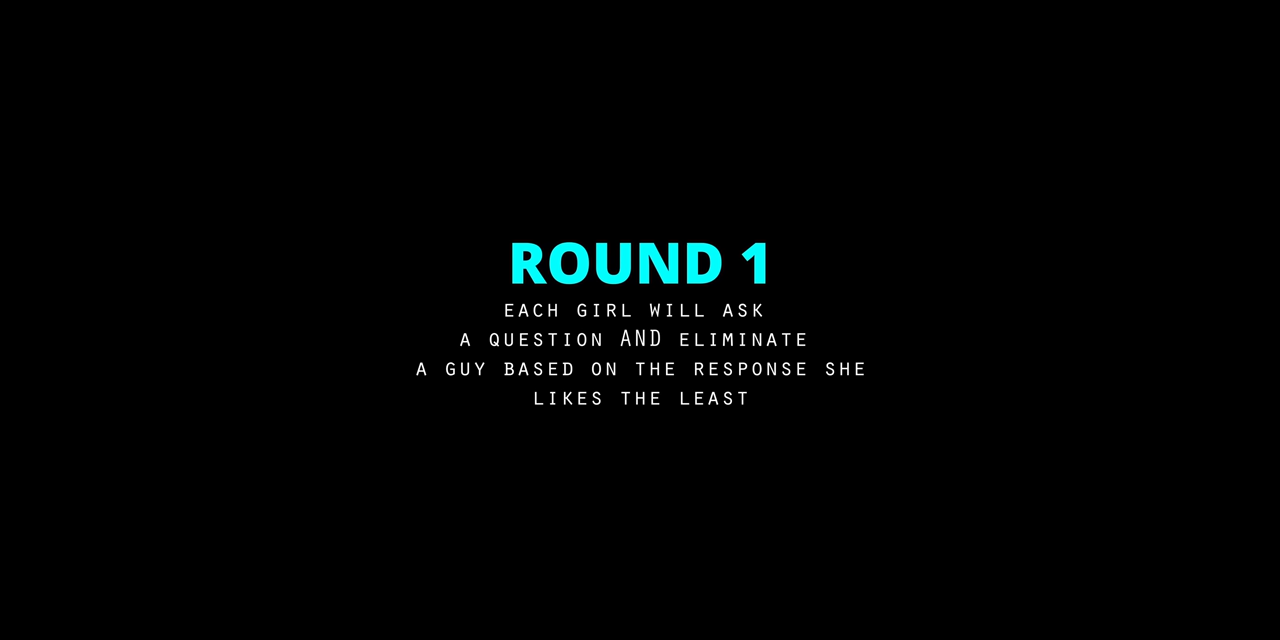 ROUND 1
EACH GIRL WILL ASK
A QUESTION AND ELIMINATE
A GUY BASED ON THE RESPONSE SHE
LIKES THE LEAST